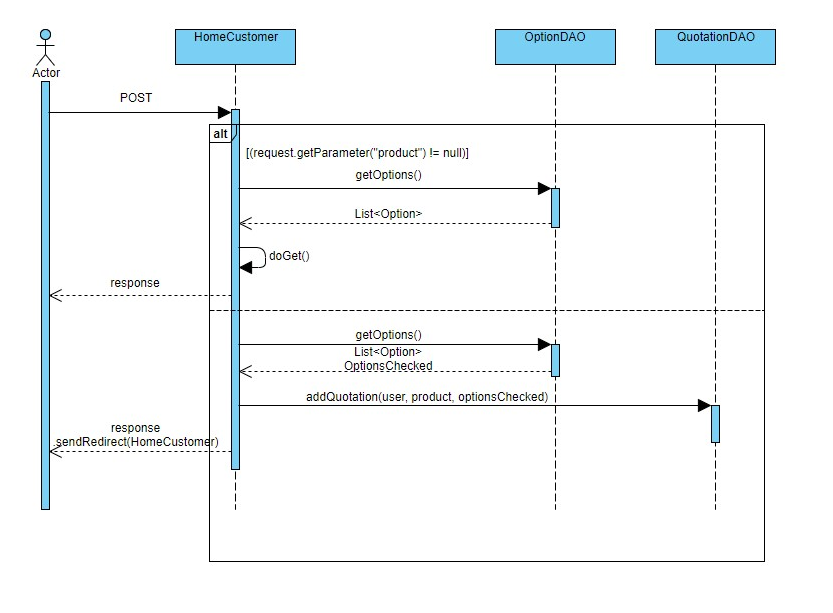 HomeCustomer
OptionDAO
QuotationDAO
Actor
POST
alt
[(request.getParameter("product") != null)]
getOptions()
List<Option>
doGet()
response
getOptions()
List<Option>
OptionsChecked
addQuotation(user, product, optionsChecked)
response
.sendRedirect(HomeCustomer)